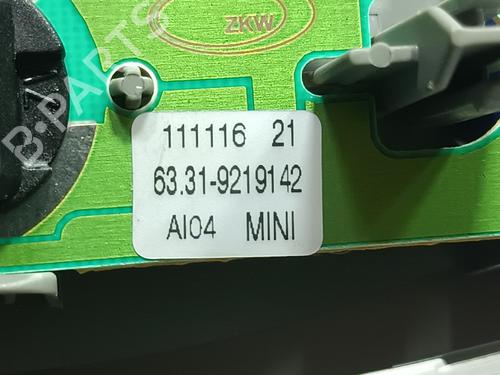 ZKW
B-PARTS
111116 21
63.31-9219142
AI04 MINI